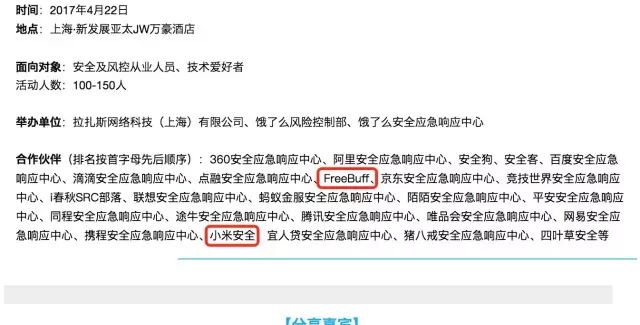 时间：2017年4月22日
地点：上海·新发展亚太JW万豪酒店
面向对象：安全及风控从业人员、技术爱好者
活动人数：100-150人
举办单位：拉扎斯网络科技（上海）有限公司、饿了么风险控制部、饿了么安全应急响应中心
合作伙伴（排名按首字母先后顺序）：360安全应急响应中心、阿里安全应急响应中心、安全狗、安全客、百度安全应急
响应中心、滴滴安全应急响应中心、点融安全应急响应中心、FreeBuff、京东安全应急响应中心、竞技世界安全应急响
应中心、i春秋SRC部落、联想安全应急响应中心、蚂蚁金服安全应急响应中心、陌陌安全应急响应中心、平安安全应急响
应中心、同程安全应急响应中心、途牛安全应急响应中心、腾讯安全应急响应中心、唯品会安全应急响应中心、网易安全应
急响应中心、携程安全应急响应中心、小米安全 宜人贷安全应急响应中心、猪八戒安全应急响应中心、四叶草安全等
【分享嘉宾】